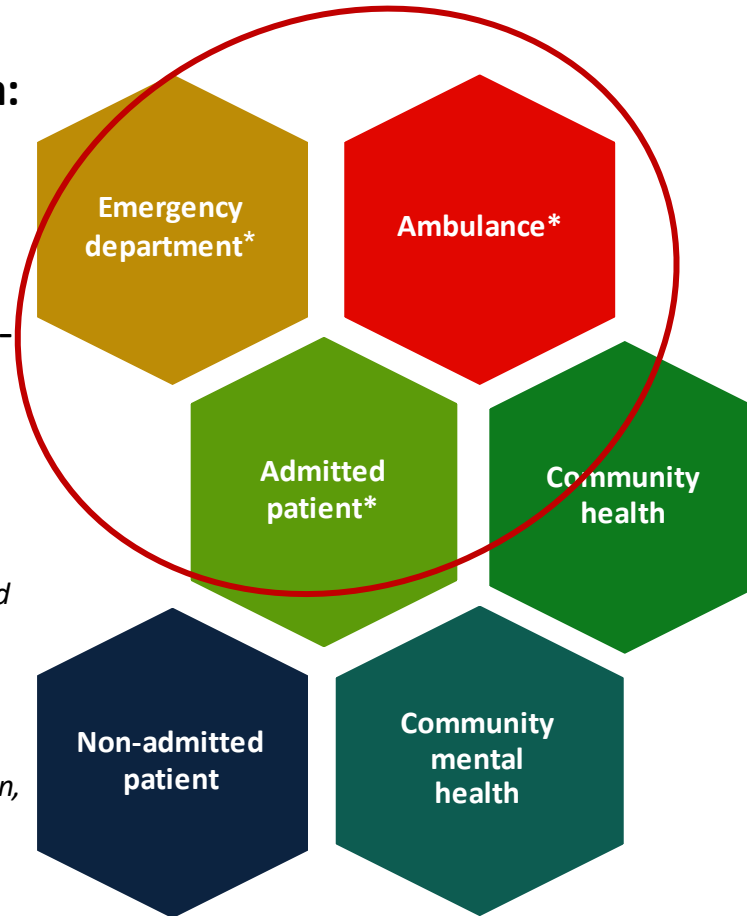 :
Emergency
department*
Ambulance*
–
Admitted
patient*
Community
health
Non-admitted
patient
Community
mental
health